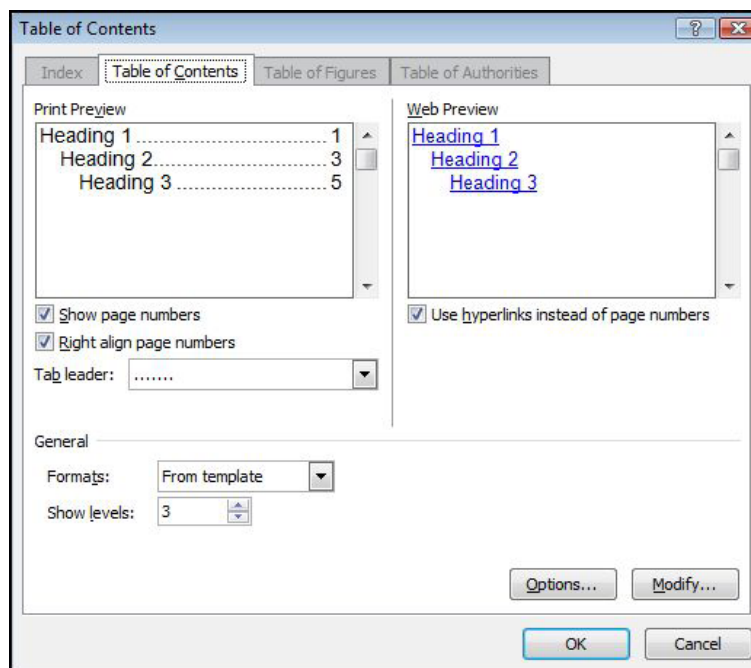 Table of Contents
Index Table of Contents Table of Figures Table of Authorities
Print Preview
Heading 1 ............................ 1
Heading 2 ......................... 3
Heading 3 ...................... 5
Web Preview
Heading 1
Heading 2
Heading 3
Show page numbers
Right align page numbers
Tab leader: .......
Use hyperlinks instead of page numbers
General
Formats: From template
Show levels: 3
Options... Modify...
OK Cancel